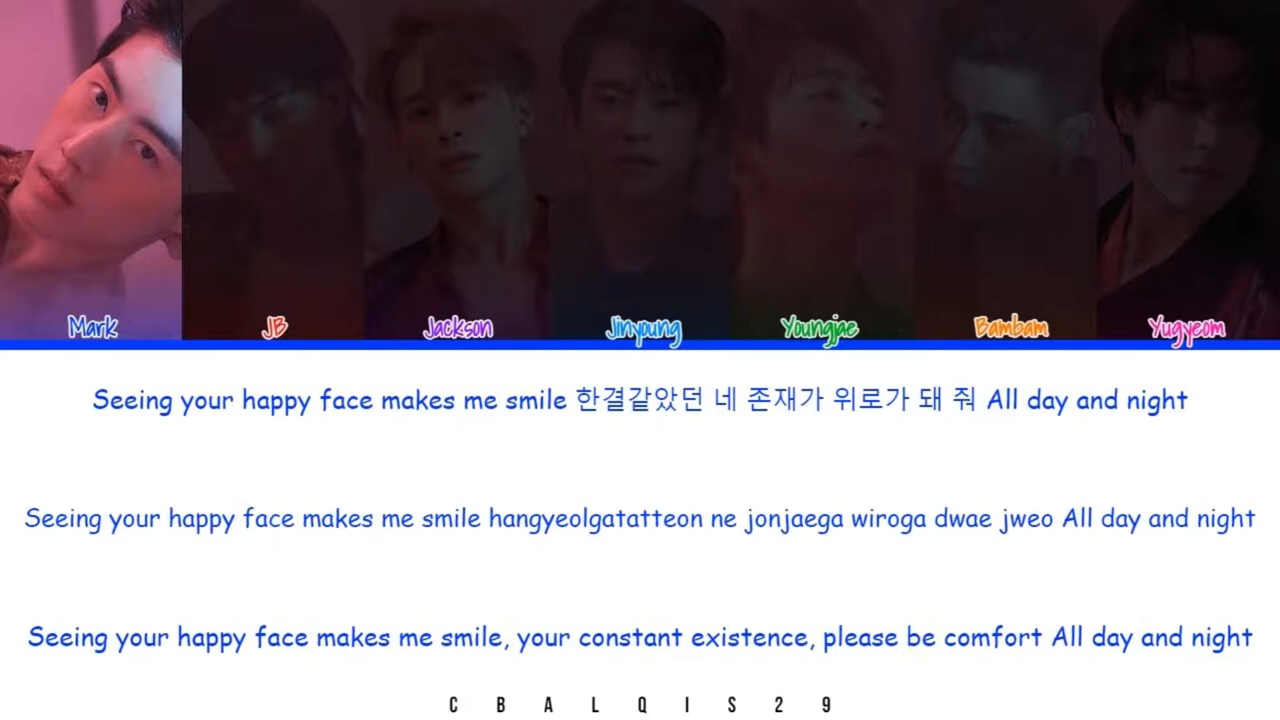 Mark JB Jackson Jinyoung Youngjae Bambam Yugyeom
Seeing your happy face makes me smile 한결같았던 네 존재가 위로가 돼 줘 All day and night
Seeing your happy face makes me smile hangyeolgatatteon ne jonjaega wiroga dwae jweo All day and night
Seeing your happy face makes me smile, your constant existence, please be comfort All day and night
CBALQIS29